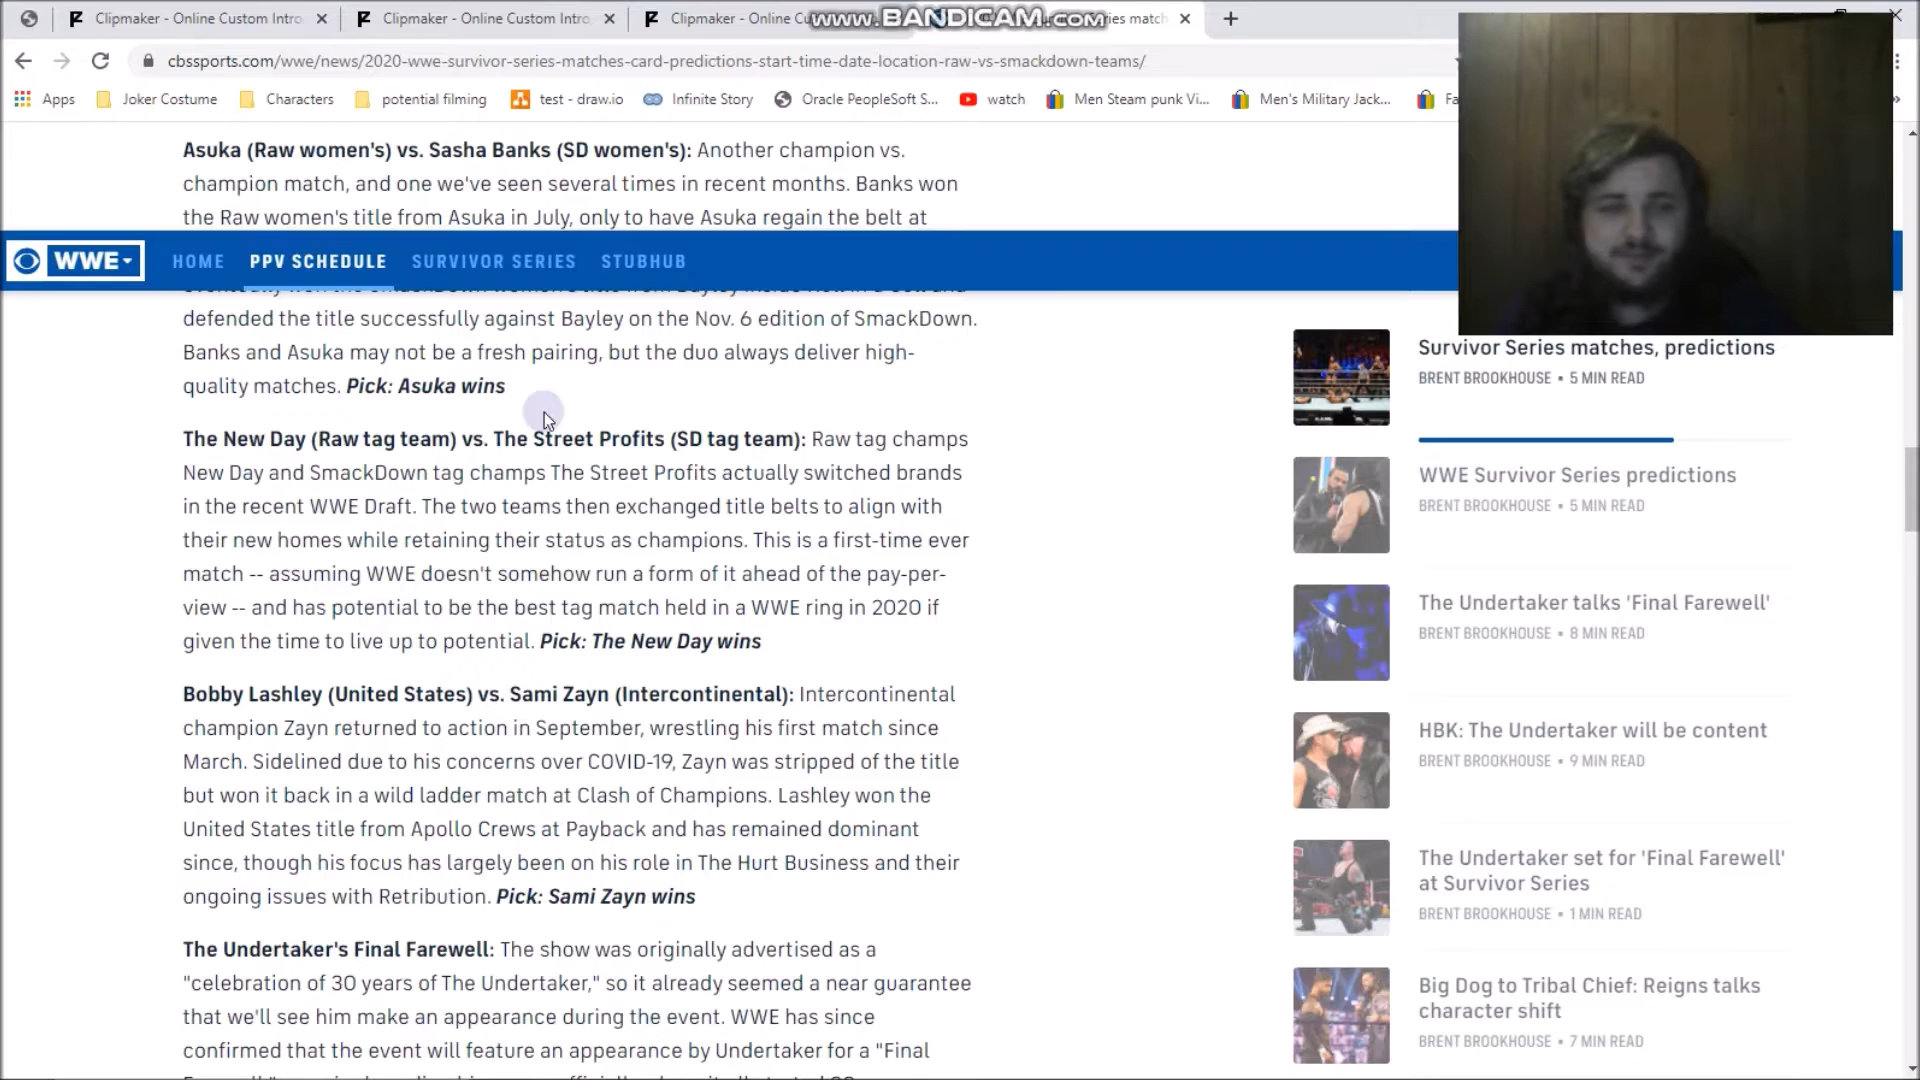 Clipmaker - Online Custom Intro
Clipmaker - Online Custom Intro
Clipmaker - Online Cu
www.BANDICAM.com
ries match
cbssports.com/wwe/news/2020-wwe-survivor-series-matches-card-predictions-start-time-date-location-raw-vs-smackdown-teams/
Apps
Joker Costume
Characters
potential filming
test - draw.io
Infinite Story
Oracle PeopleSoft S...
watch
Men Steam punk Vi...
Men's Military Jack...
Fa
Asuka (Raw women's) vs. Sasha Banks (SD women's): Another champion vs.
champion match, and one we've seen several times in recent months. Banks won
the Raw women's title from Asuka in July, only to have Asuka regain the belt at
WWE
HOME
PPV SCHEDULE
SURVIVOR SERIES
STUBHUB
defended the title successfully against Bayley on the Nov. 6 edition of SmackDown.
Banks and Asuka may not be a fresh pairing, but the duo always deliver high-
quality matches. Pick: Asuka wins
The New Day (Raw tag team) vs. The Street Profits (SD tag team): Raw tag champs
New Day and SmackDown tag champs The Street Profits actually switched brands
in the recent WWE Draft. The two teams then exchanged title belts to align with
their new homes while retaining their status as champions. This is a first-time ever
match -- assuming WWE doesn't somehow run a form of it ahead of the pay-per-
view -- and has potential to be the best tag match held in a WWE ring in 2020 if
given the time to live up to potential. Pick: The New Day wins
Bobby Lashley (United States) vs. Sami Zayn (Intercontinental): Intercontinental
champion Zayn returned to action in September, wrestling his first match since
March. Sidelined due to his concerns over COVID-19, Zayn was stripped of the title
but won it back in a wild ladder match at Clash of Champions. Lashley won the
United States title from Apollo Crews at Payback and has remained dominant
since, though his focus has largely been on his role in The Hurt Business and their
ongoing issues with Retribution. Pick: Sami Zayn wins
The Undertaker's Final Farewell: The show was originally advertised as a
"celebration of 30 years of The Undertaker," so it already seemed a near guarantee
that we'll see him make an appearance during the event. WWE has since
confirmed that the event will feature an appearance by Undertaker for a "Final
Survivor Series matches, predictions
BRENT BROOKHOUSE • 5 MIN READ
WWE Survivor Series predictions
BRENT BROOKHOUSE • 5 MIN READ
The Undertaker talks 'Final Farewell'
BRENT BROOKHOUSE • 8 MIN READ
HBK: The Undertaker will be content
BRENT BROOKHOUSE • 9 MIN READ
The Undertaker set for 'Final Farewell'
at Survivor Series
BRENT BROOKHOUSE • 1 MIN READ
Big Dog to Tribal Chief: Reigns talks
character shift
BRENT BROOKHOUSE • 7 MIN READ